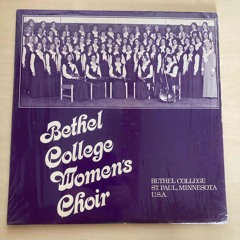 Bethel
College
Women's
Choir
BETHEL COLLEGE
ST. PAUL, MINNESOTA
U.S.A.